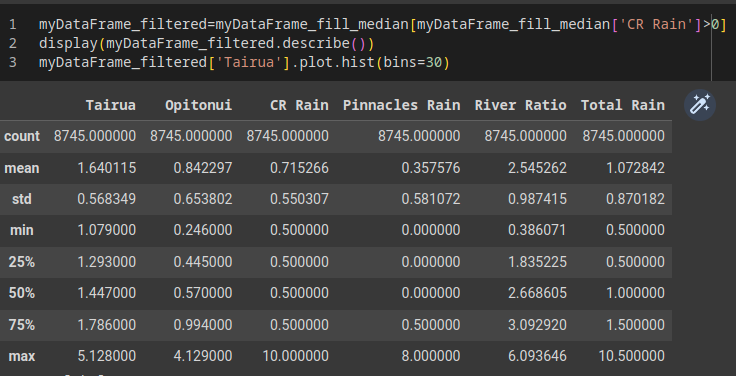 1 myDataFrame_filtered=myDataFrame_fill_median[myDataFrame_fill_median['CR Rain']>0]
2 display(myDataFrame_filtered.describe())
3 myDataFrame_filtered['Tairua'].plot.hist(bins=30)
Tairua Opitonui CR Rain Pinnacles Rain River Ratio Total Rain
count 8745.000000 8745.000000 8745.000000 8745.000000 8745.000000 8745.000000
mean 1.640115 0.842297 0.715266 0.357576 2.545262 1.072842
std 0.568349 0.653802 0.550307 0.581072 0.987415 0.870182
min 1.079000 0.246000 0.500000 0.000000 0.386071 0.500000
25% 1.293000 0.445000 0.500000 0.000000 1.835225 0.500000
50% 1.447000 0.570000 0.500000 0.000000 2.668605 1.000000
75% 1.786000 0.994000 0.500000 0.500000 3.092920 1.500000
max 5.128000 4.129000 10.000000 8.000000 6.093646 10.500000